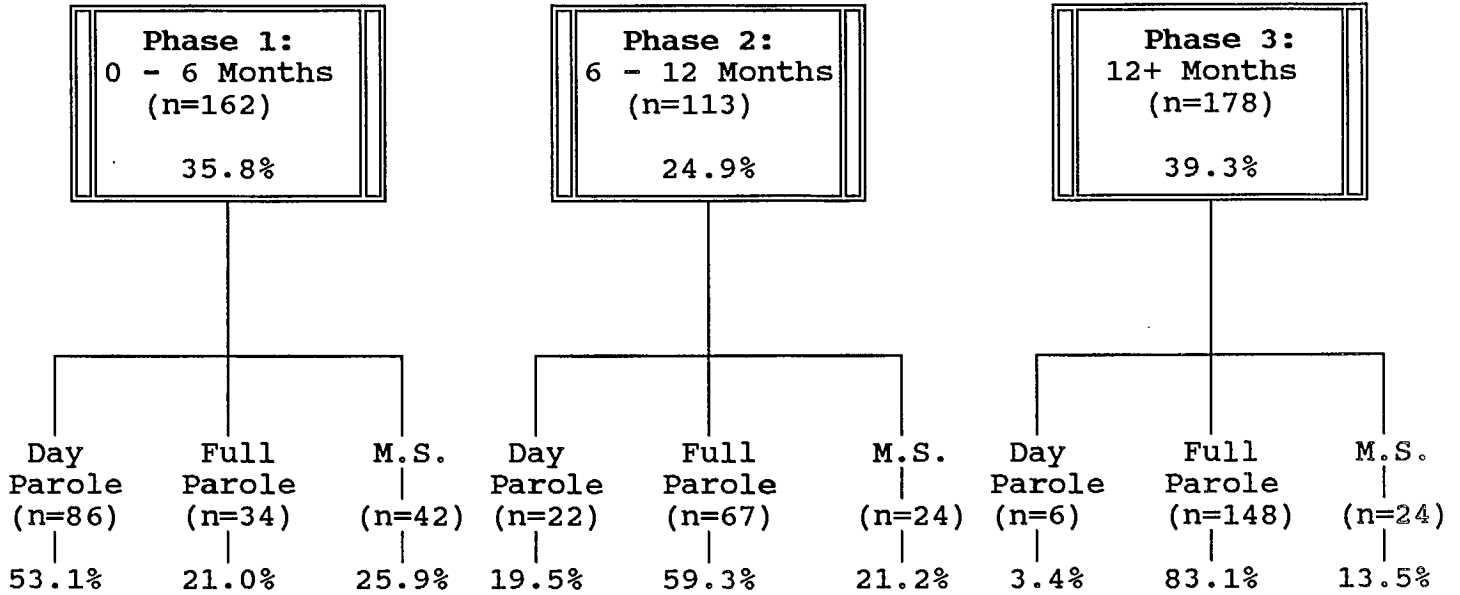 Phase 1:
0 - 6 Months
(n=162)
35.8%
Phase 2:
6 - 12 Months
(n=113)
24.9%
Phase 3:
12+ Months
(n=178)
39.3%
Day
Parole
(n=86)
53.1%
Full
Parole
(n=34)
21.0%
M.S.
(n=42)
25.9%
Day
Parole
(n=22)
19.5%
Full
Parole
(n=67)
59.3%
M.S.
(n=24)
21.2%
Day
Parole
(n=6)
3.4%
Full
Parole
(n=148)
83.1%
M.S.
(n=24)
13.5%